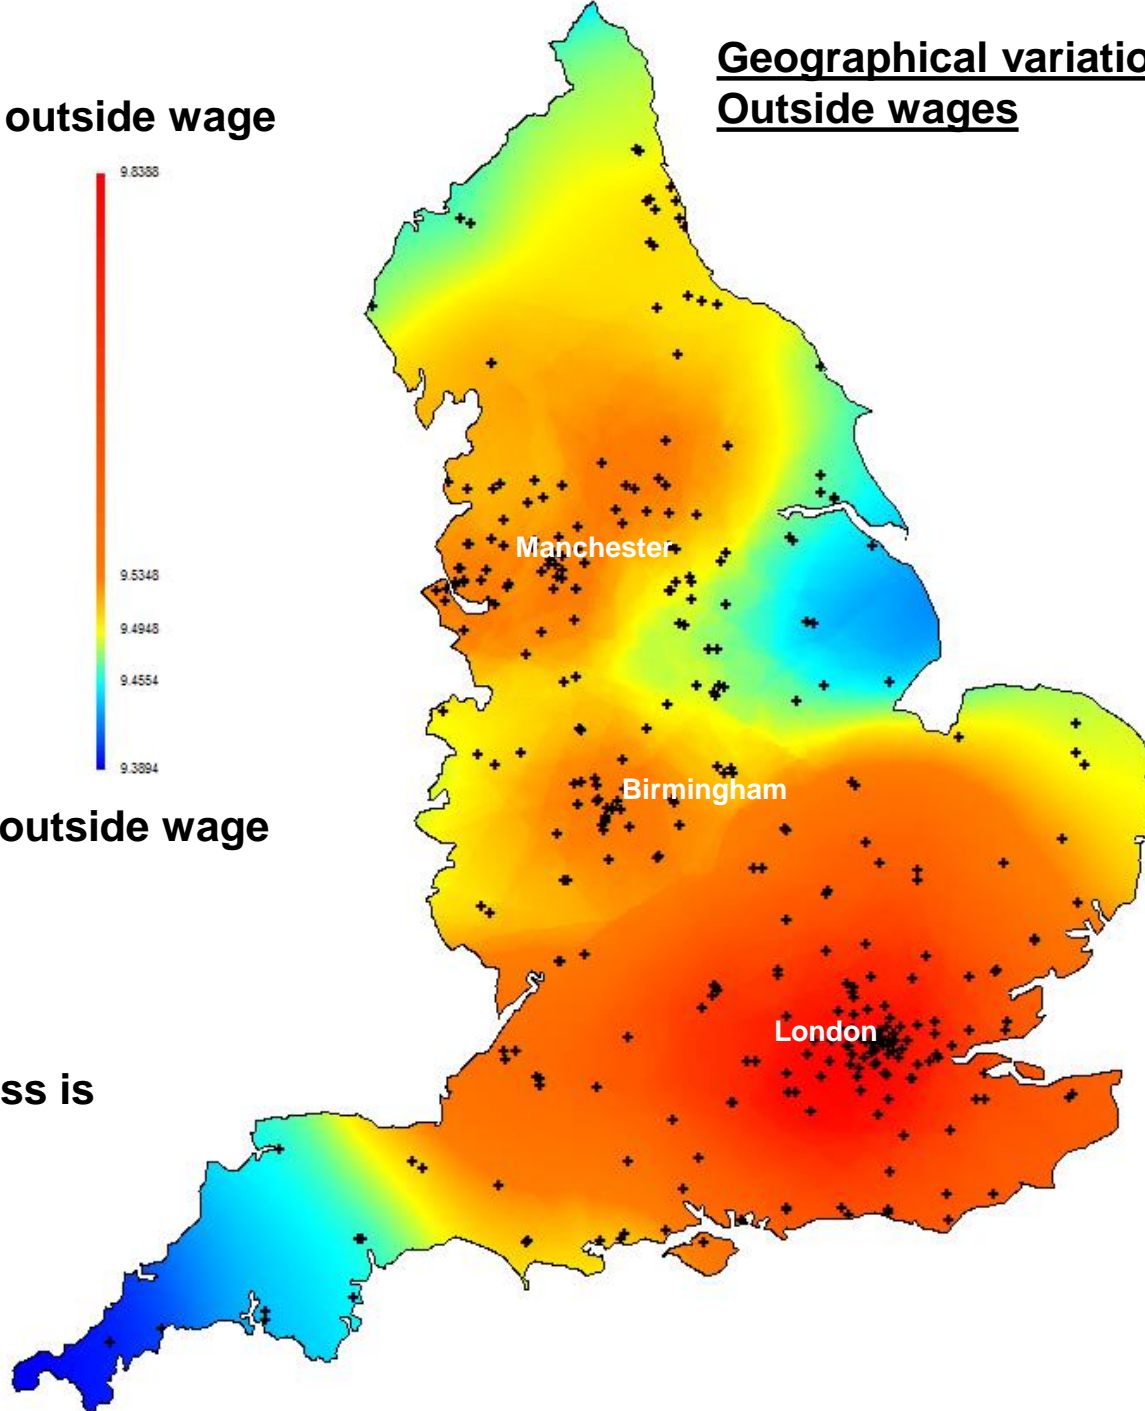 Geographical variatio
Outside wages
outside wage
9.8388
9.5348
9.4948
9.4554
9.3894
outside wage
ss is
Manchester
Birmingham
London